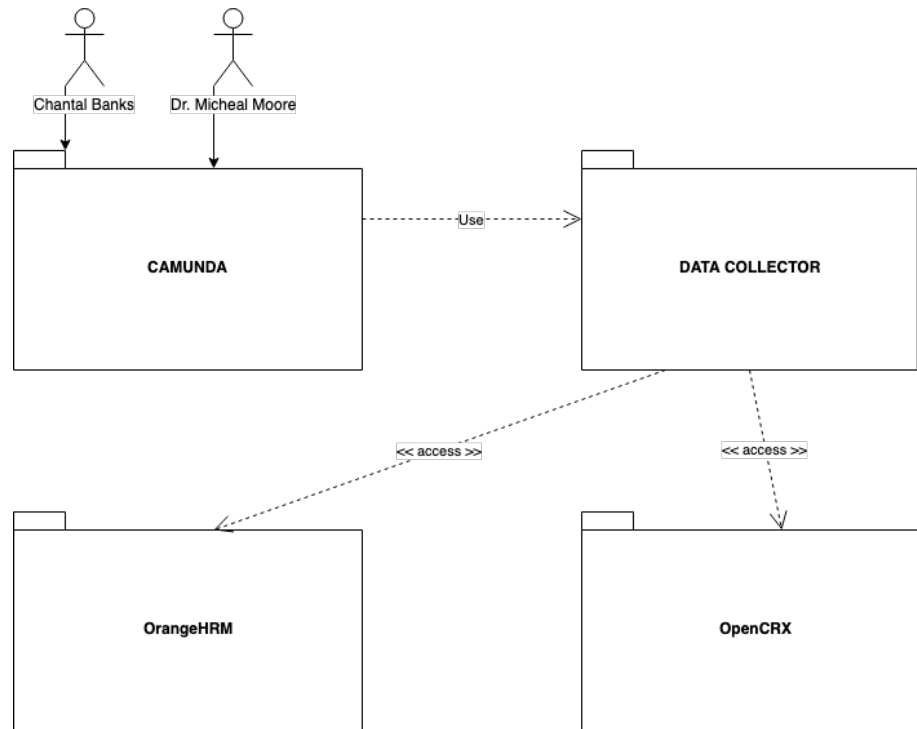 Chantal Banks
Dr. Micheal Moore
CAMUNDA
Use
DATA COLLECTOR
<< access >>
<< access >>
OrangeHRM
OpenCRX